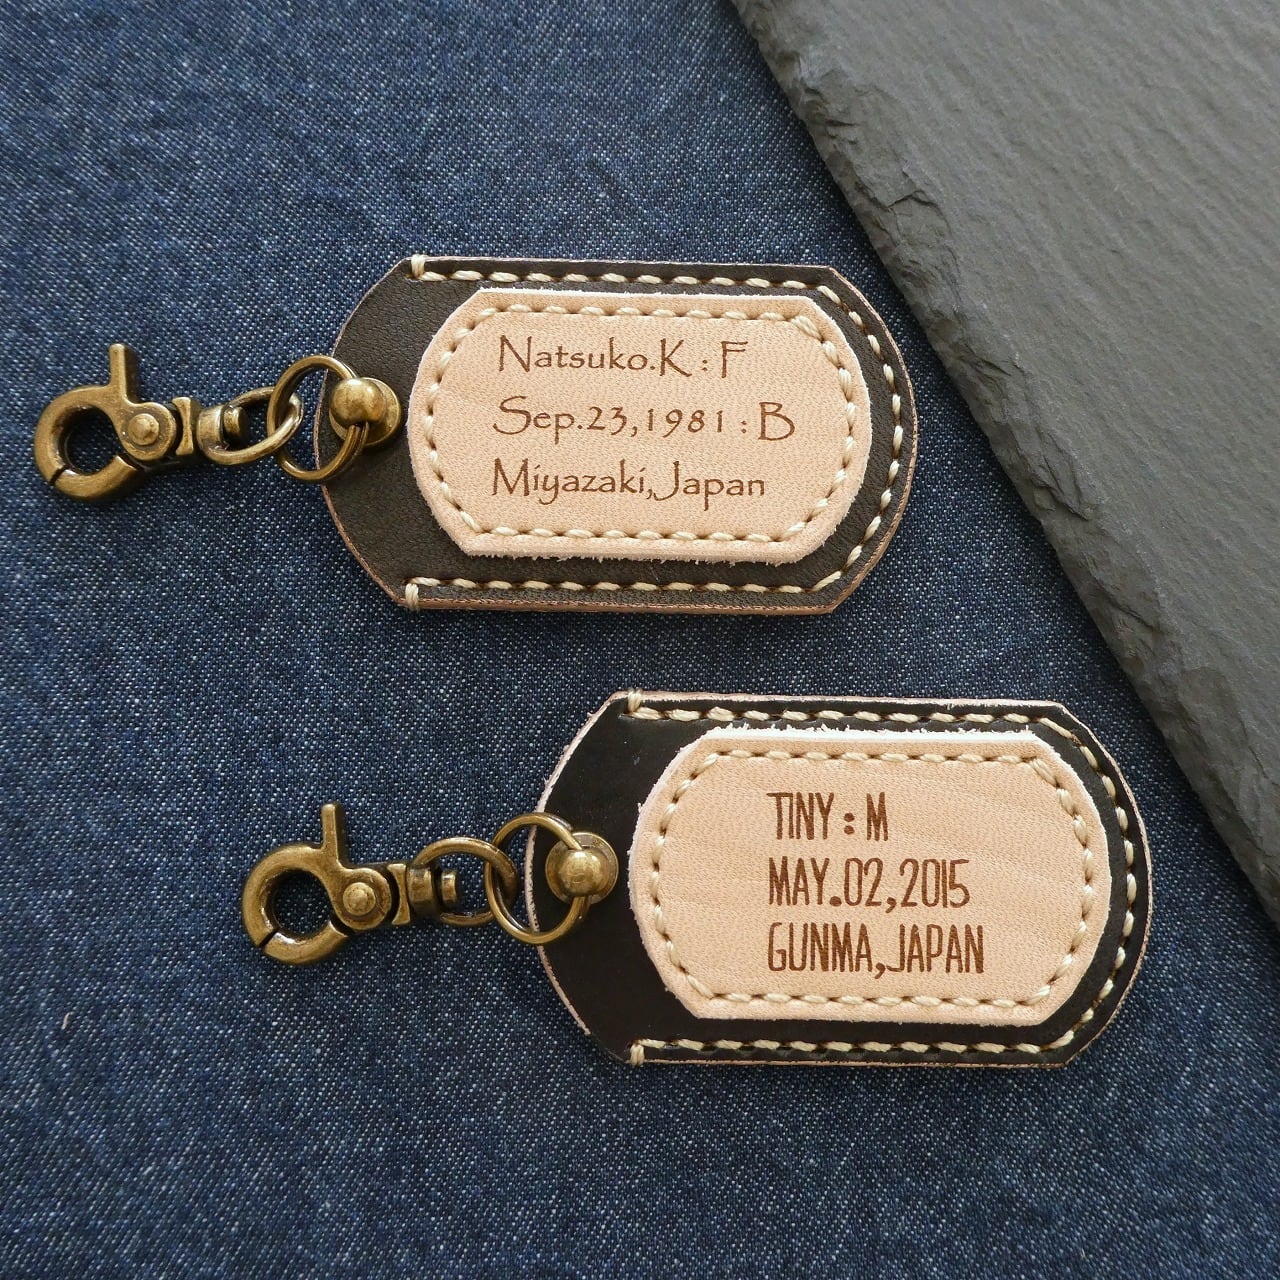 Natsuko.K : F
Sep.23,1981 : B
Miyazaki,Japan
TINY : M
MAY.02,2015
GUNMA,JAPAN